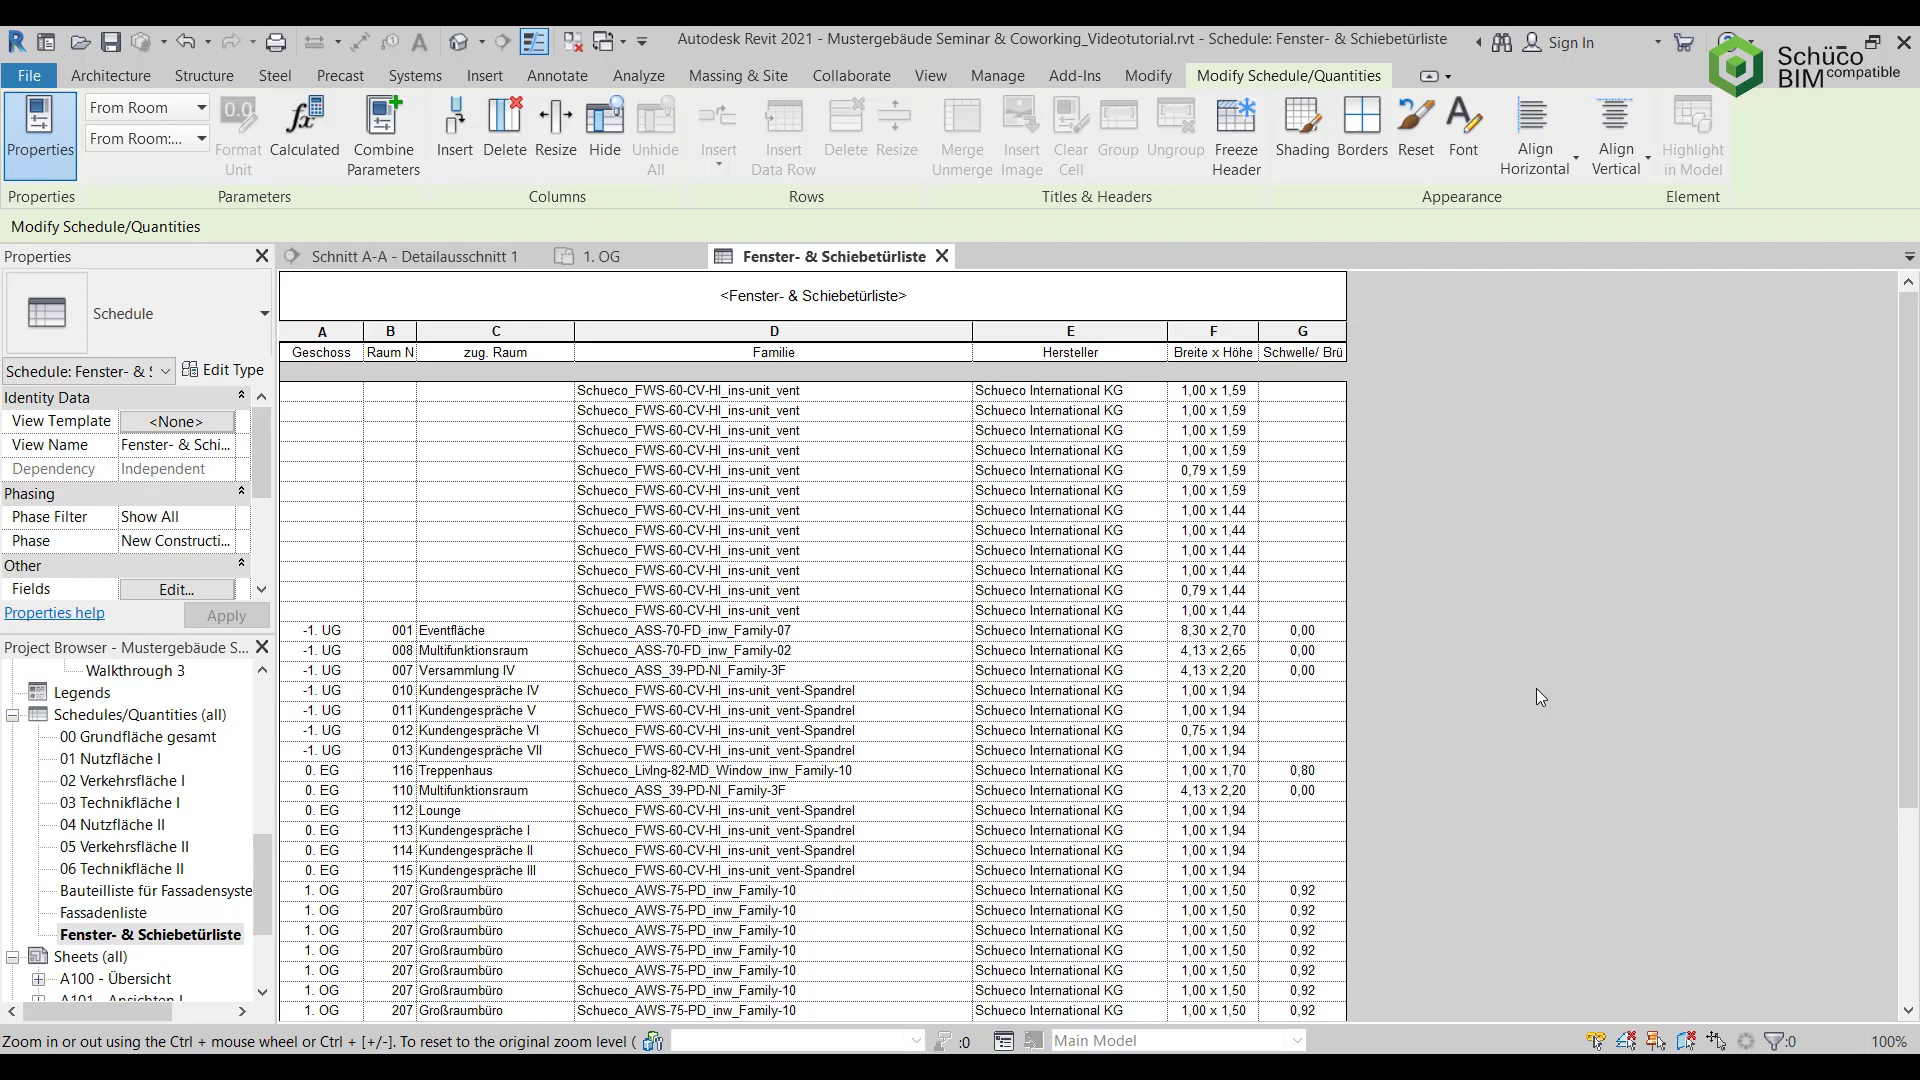 Autodesk Revit 2021 - Mustergebäude Seminar & Coworking_Videotutorial.rvt - Schedule: Fenster- & Schiebetürliste
Sign In
Schüco
BIM compatible
File Architecture Structure Steel Precast Systems Insert Annotate Analyze Massing & Site Collaborate View Manage Add-Ins Modify Modify Schedule/Quantities
From Room
From Room:...
Properties
Format Unit
Calculated
Combine Parameters
Insert Delete Resize Hide Unhide All
Insert
Insert Data Row
Delete Resize
Merge Unmerge
Insert Image
Clear Cell
Group Ungroup
Freeze Header
Shading Borders Reset Font
Align Horizontal
Align Vertical
Highlight in Model
Properties Parameters Columns Rows Titles & Headers Appearance Element
Modify Schedule/Quantities
Properties
Schedule
Schedule: Fenster- & S
Edit Type
Identity Data
View Template <None>
View Name Fenster- & Schi...
Dependency Independent
Phasing
Phase Filter Show All
Phase New Constructi...
Other
Fields Edit...
Properties help Apply
Project Browser - Mustergebäude S...
Walkthrough 3
Legends
Schedules/Quantities (all)
00 Grundfläche gesamt
01 Nutzfläche I
02 Verkehrsfläche I
03 Technikfläche I
04 Nutzfläche II
05 Verkehrsfläche II
06 Technikfläche II
Bauteilliste für Fassadensyste
Fassadenliste
Fenster- & Schiebetürliste
Sheets (all)
A100 - Übersicht
A101 - Ansichten I
Schnitt A-A - Detailausschnitt 1
1. OG
Fenster- & Schiebetürliste
<Fenster- & Schiebetürliste>
A B C D E F G
Geschoss Raum N zug. Raum Familie Hersteller Breite x Höhe Schwelle/ Brü
Schueco_FWS-60-CV-HI_ins-unit_vent Schueco International KG 1,00 x 1,59
Schueco_FWS-60-CV-HI_ins-unit_vent Schueco International KG 1,00 x 1,59
Schueco_FWS-60-CV-HI_ins-unit_vent Schueco International KG 1,00 x 1,59
Schueco_FWS-60-CV-HI_ins-unit_vent Schueco International KG 1,00 x 1,59
Schueco_FWS-60-CV-HI_ins-unit_vent Schueco International KG 0,79 x 1,59
Schueco_FWS-60-CV-HI_ins-unit_vent Schueco International KG 1,00 x 1,59
Schueco_FWS-60-CV-HI_ins-unit_vent Schueco International KG 1,00 x 1,44
Schueco_FWS-60-CV-HI_ins-unit_vent Schueco International KG 1,00 x 1,44
Schueco_FWS-60-CV-HI_ins-unit_vent Schueco International KG 1,00 x 1,44
Schueco_FWS-60-CV-HI_ins-unit_vent Schueco International KG 1,00 x 1,44
Schueco_FWS-60-CV-HI_ins-unit_vent Schueco International KG 0,79 x 1,44
Schueco_FWS-60-CV-HI_ins-unit_vent Schueco International KG 1,00 x 1,44
-1. UG 001 Eventfläche Schueco_ASS-70-FD_inw_Family-07 Schueco International KG 8,30 x 2,70 0,00
-1. UG 008 Multifunktionsraum Schueco_ASS-70-FD_inw_Family-02 Schueco International KG 4,13 x 2,65 0,00
-1. UG 007 Versammlung IV Schueco_ASS_39-PD-NI_Family-3F Schueco International KG 4,13 x 2,20 0,00
-1. UG 010 Kundengespräche IV Schueco_FWS-60-CV-HI_ins-unit_vent-Spandrel Schueco International KG 1,00 x 1,94
-1. UG 011 Kundengespräche V Schueco_FWS-60-CV-HI_ins-unit_vent-Spandrel Schueco International KG 1,00 x 1,94
-1. UG 012 Kundengespräche VI Schueco_FWS-60-CV-HI_ins-unit_vent-Spandrel Schueco International KG 0,75 x 1,94
-1. UG 013 Kundengespräche VII Schueco_FWS-60-CV-HI_ins-unit_vent-Spandrel Schueco International KG 1,00 x 1,94
0. EG 116 Treppenhaus Schueco_LivIng-82-MD_Window_inw_Family-10 Schueco International KG 1,00 x 1,70 0,80
0. EG 110 Multifunktionsraum Schueco_ASS_39-PD-NI_Family-3F Schueco International KG 4,13 x 2,20 0,00
0. EG 112 Lounge Schueco_FWS-60-CV-HI_ins-unit_vent-Spandrel Schueco International KG 1,00 x 1,94
0. EG 113 Kundengespräche I Schueco_FWS-60-CV-HI_ins-unit_vent-Spandrel Schueco International KG 1,00 x 1,94
0. EG 114 Kundengespräche II Schueco_FWS-60-CV-HI_ins-unit_vent-Spandrel Schueco International KG 1,00 x 1,94
0. EG 115 Kundengespräche III Schueco_FWS-60-CV-HI_ins-unit_vent-Spandrel Schueco International KG 1,00 x 1,94
1. OG 207 Großraumbüro Schueco_AWS-75-PD_inw_Family-10 Schueco International KG 1,00 x 1,50 0,92
1. OG 207 Großraumbüro Schueco_AWS-75-PD_inw_Family-10 Schueco International KG 1,00 x 1,50 0,92
1. OG 207 Großraumbüro Schueco_AWS-75-PD_inw_Family-10 Schueco International KG 1,00 x 1,50 0,92
1. OG 207 Großraumbüro Schueco_AWS-75-PD_inw_Family-10 Schueco International KG 1,00 x 1,50 0,92
1. OG 207 Großraumbüro Schueco_AWS-75-PD_inw_Family-10 Schueco International KG 1,00 x 1,50 0,92
1. OG 207 Großraumbüro Schueco_AWS-75-PD_inw_Family-10 Schueco International KG 1,00 x 1,50 0,92
1. OG 207 Großraumbüro Schueco_AWS-75-PD_inw_Family-10 Schueco International KG 1,00 x 1,50 0,92
Zoom in or out using the Ctrl + mouse wheel or Ctrl + [+/-]. To reset to the original zoom level ( :0 Main Model :0 100%